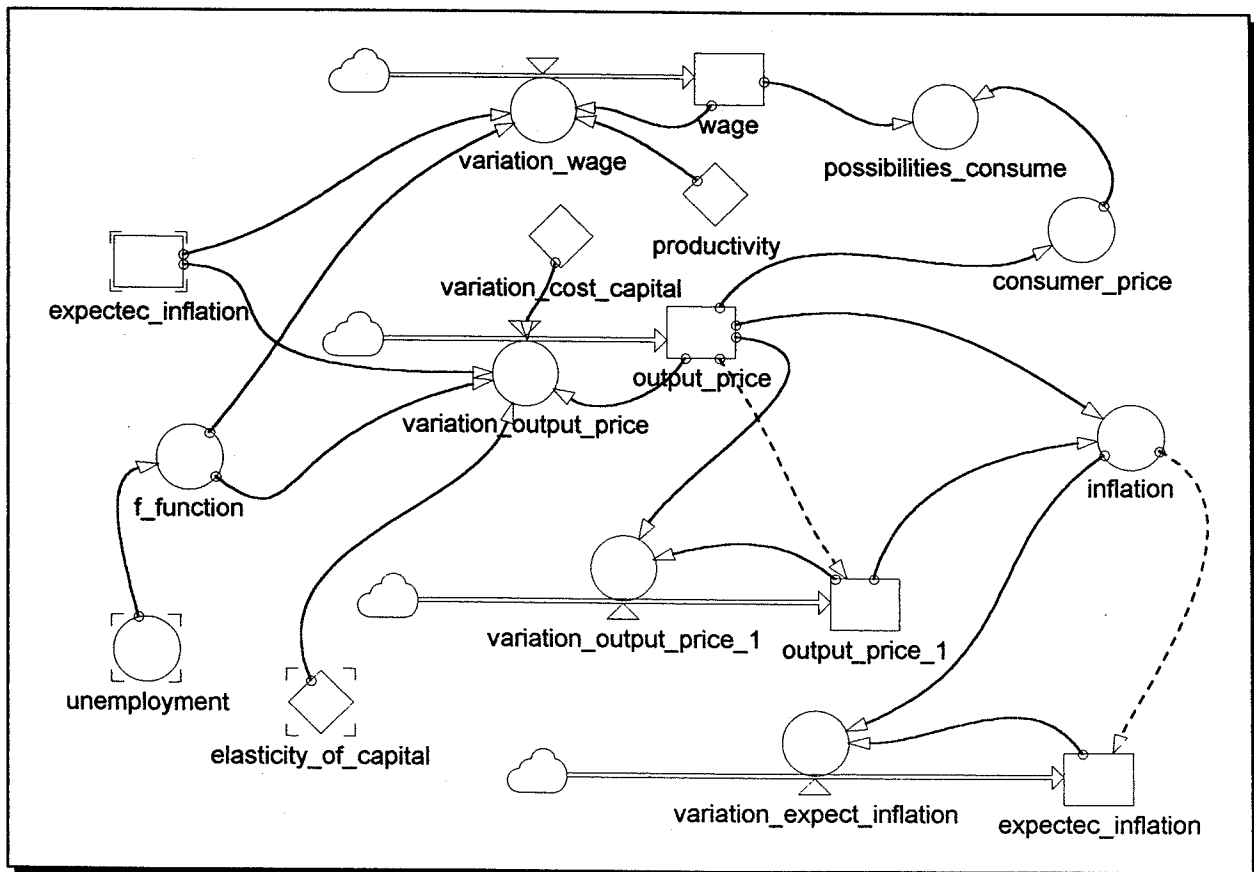 wage
variation_wage
possibilities_consume
productivity
consumer_price
variation_cost_capital
expectec_inflation
output_price
variation_output_price
inflation
f_function
variation_output_price_1
output_price_1
unemployment
elasticity_of_capital
variation_expect_inflation
expectec_inflation